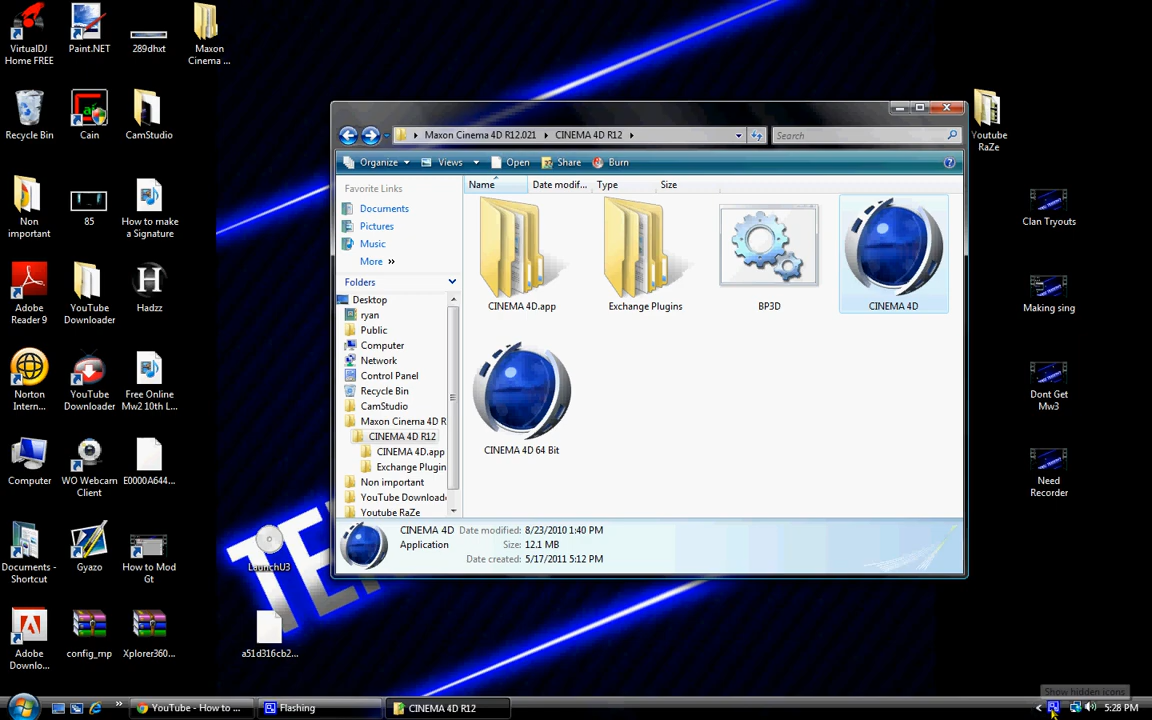 VirtualDJ
Home FREE
Paint.NET
289dhxt
Maxon
Cinema ...
Recycle Bin
Cain
CamStudio
Non
important
85
How to make
a Signature
Adobe
Reader 9
YouTube
Downloader
Hadzz
Norton
Intern...
YouTube
Downloader
Free Online
Mw2 10th L...
Computer
WO Webcam
Client
E0000A644...
Documents -
Shortcut
Gyazo
How to Mod
Gt
LaunchU3
Adobe
Downlo...
config_mp
Xplorer360...
a51d316cb2...
TE
Maxon Cinema 4D R12.021
CINEMA 4D R12
Search
Organize
Views
Open
Share
Burn
Favorite Links
Documents
Pictures
Music
More »
Folders
Desktop
ryan
Public
Computer
Network
Control Panel
Recycle Bin
CamStudio
Maxon Cinema 4D R
CINEMA 4D R12
CINEMA 4D.app
Exchange Plugin
Non important
YouTube Download
Youtube RaZe
Name
Date modif...
Type
Size
CINEMA 4D.app
Exchange Plugins
BP3D
CINEMA 4D
CINEMA 4D 64 Bit
CINEMA 4D Date modified: 8/23/2010 1:40 PM
Application Size: 12.1 MB
Date created: 5/17/2011 5:12 PM
Youtube
RaZe
Clan Tryouts
Making sing
Dont Get
Mw3
Need
Recorder
Show hidden icons
YouTube - How to ...
Flashing
CINEMA 4D R12
5:28 PM